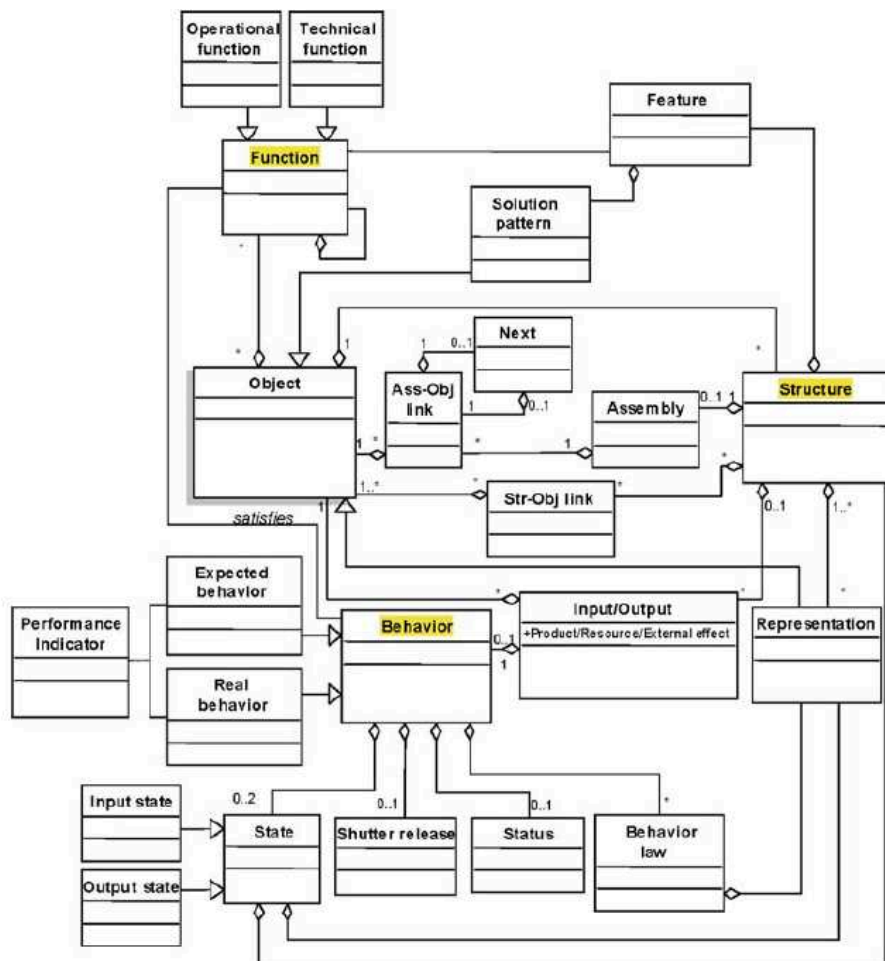 Operational
function
Technical
function
Feature
Function
Solution
pattern
*
*
1
*
Object
1
0..1
Next
Ass-Obj
link
1
0..1
Assembly
0..1
1
Structure
1
*
*
1
1..*
*
Str-Obj link
*
*
1
0..1
1..*
satisfies
Expected
behavior
*
Input/Output
*
*
+Product/Resource/External effect
Performance
Indicator
Behavior
0..1
1
Representation
Real
behavior
Input state
0..2
State
0..1
Shutter release
0..1
Status
*
Behavior
law
Output state